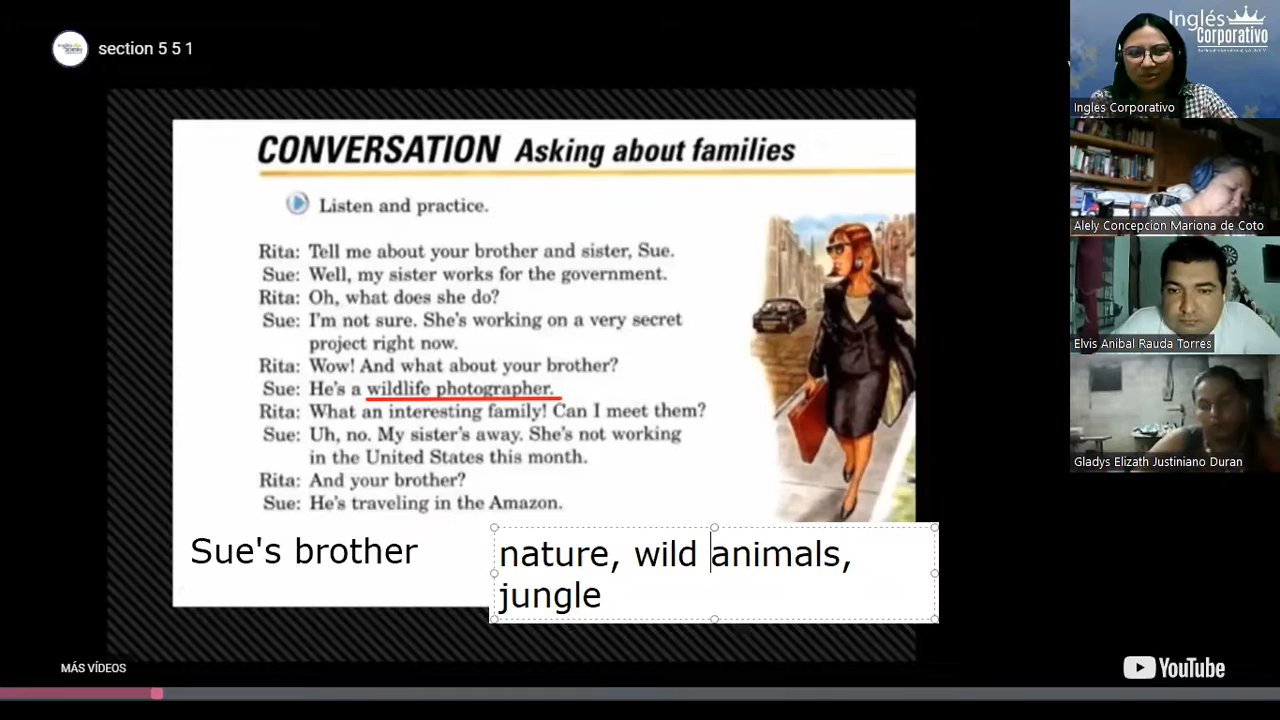 section 5 5 1
CONVERSATION Asking about families
Listen and practice.
Rita: Tell me about your brother and sister, Sue.
Sue: Well, my sister works for the government.
Rita: Oh, what does she do?
Sue: I'm not sure. She's working on a very secret
project right now.
Rita: Wow! And what about your brother?
Sue: He's a wildlife photographer.
Rita: What an interesting family! Can I meet them?
Sue: Uh, no. My sister's away. She's not working
in the United States this month.
Rita: And your brother?
Sue: He's traveling in the Amazon.
Sue's brother
nature, wild animals,
jungle
MÁS VÍDEOS
YouTube
Inglés
Corporativo
Ingles Corporativo
Alely Concepcion Mariona de Coto
Elvis Anibal Rauda Torres
Gladys Elizath Justiniano Duran